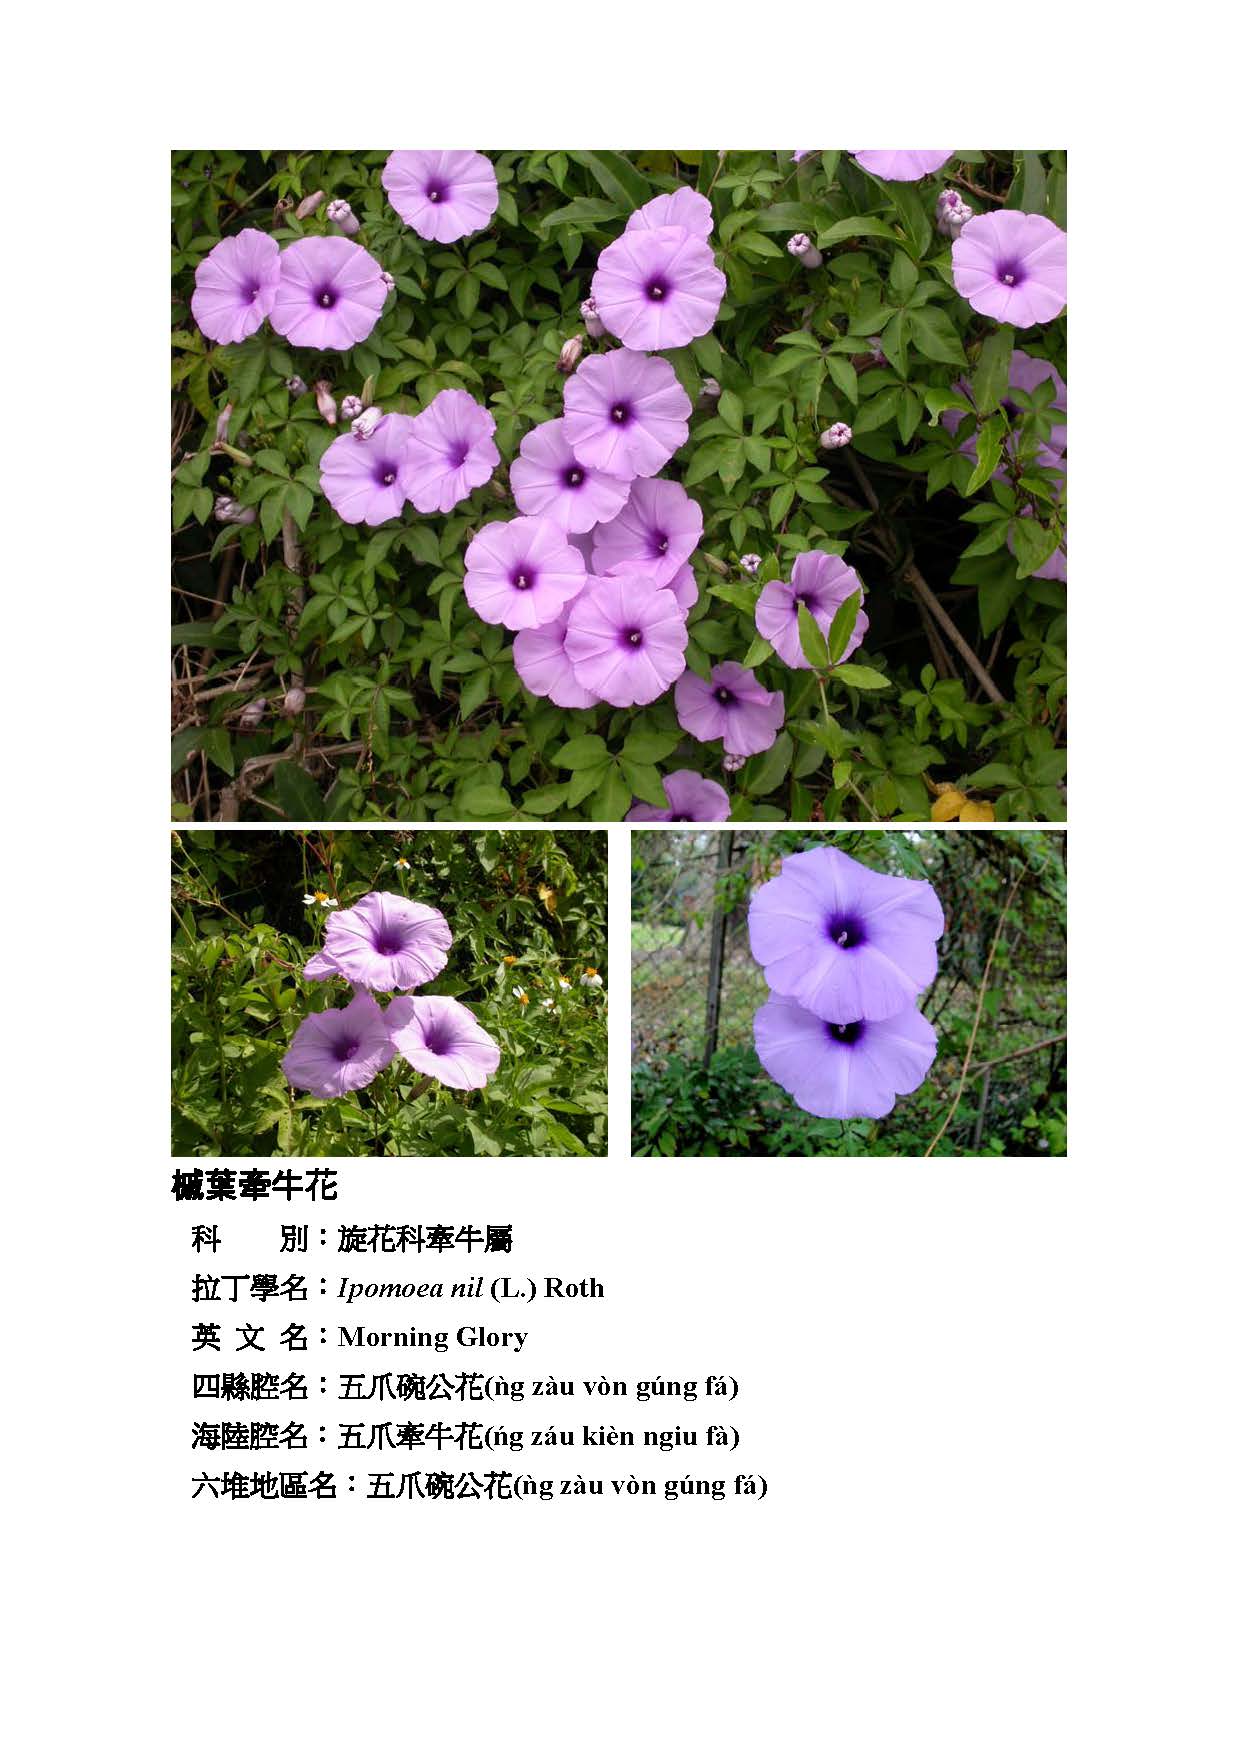 槭葉牽牛花
科　　別：旋花科牽牛屬
拉丁學名：Ipomoea nil (L.) Roth
英 文 名：Morning Glory
四縣腔名：五爪碗公花(ǹg zàu vòn gúng fá)
海陸腔名：五爪牽牛花(ńg záu kièn ngiu fà)
六堆地區名：五爪碗公花(ǹg zàu vòn gúng fá)